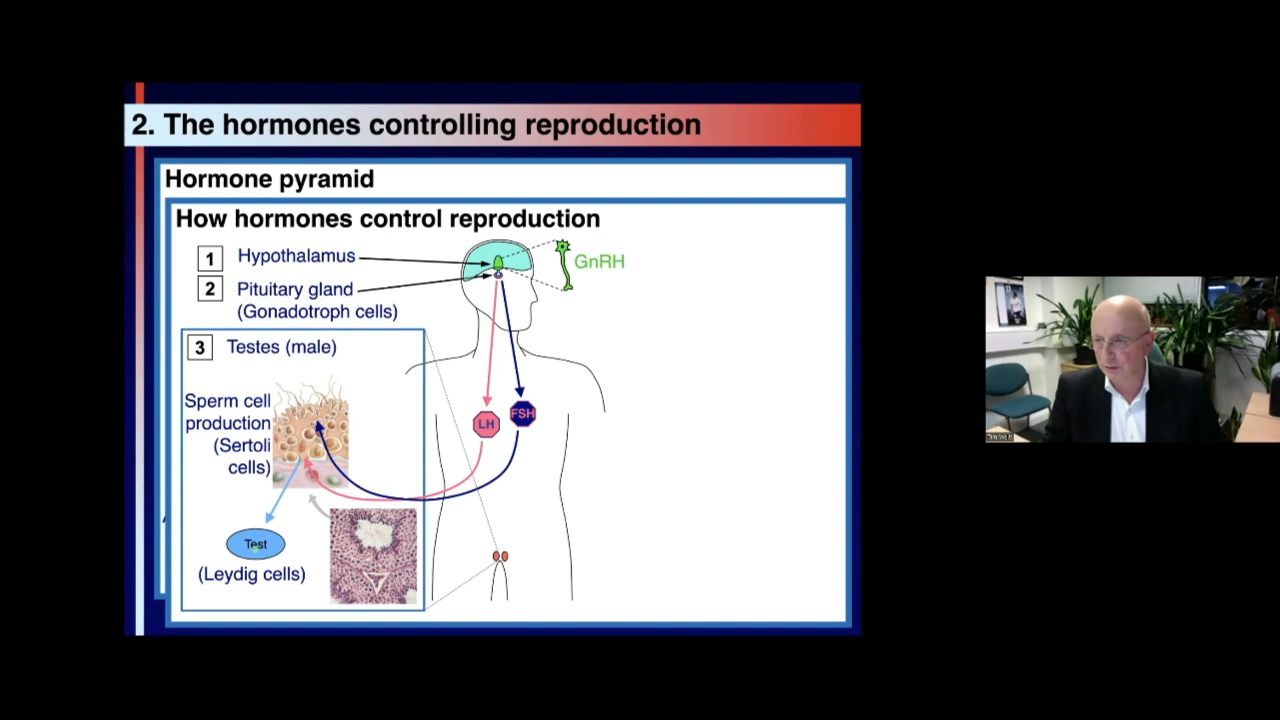 2. The hormones controlling reproduction
Hormone pyramid
How hormones control reproduction
1 Hypothalamus
GnRH
2 Pituitary gland
(Gonadotroph cells)
3 Testes (male)
Sperm cell
production
(Sertoli
cells)
LH
FSH
Test
(Leydig cells)